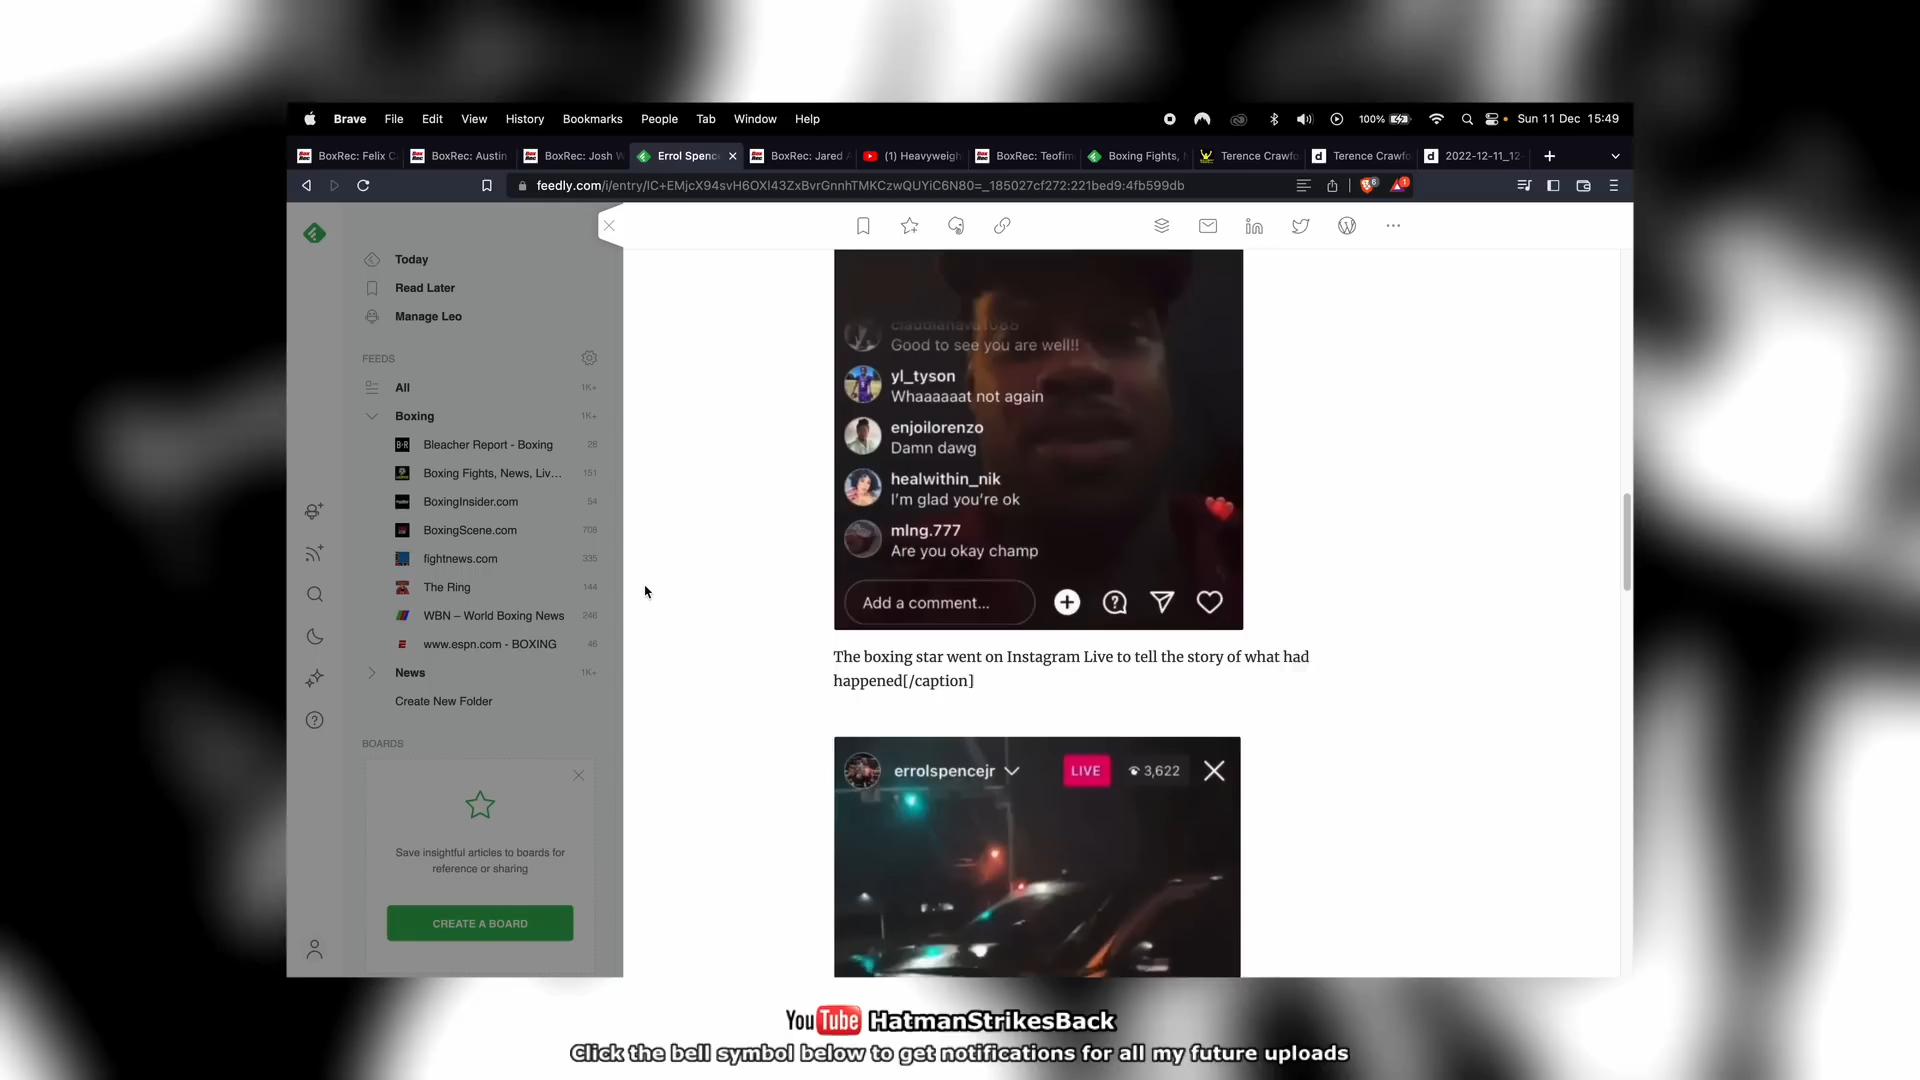 Brave File Edit View History Bookmarks People Tab Window Help 100% Sun 11 Dec 15:49
BoxRec: Felix C BoxRec: Austin BoxRec: Josh W Errol Spenc BoxRec: Jared A (1) Heavyweigh BoxRec: Teofim Boxing Fights, Terence Crawfo Terence Crawfo 2022-12-11_12-
feedly.com/i/entry/IC+EMjcX94svH6OXl43ZxBvrGnnhTMKCzwQUYiC6N80=_185027cf272:221bed9:4fb599db 6 1
Today
Read Later
Manage Leo
FEEDS
All 1K+
Boxing 1K+
Bleacher Report - Boxing 28
Boxing Fights, News, Liv... 151
BoxingInsider.com 54
BoxingScene.com 708
fightnews.com 335
The Ring 144
WBN – World Boxing News 246
www.espn.com - BOXING 46
News 1K+
Create New Folder
BOARDS
Save insightful articles to boards for
reference or sharing
CREATE A BOARD
claudianava1088
Good to see you are well!!
yl_tyson
Whaaaaaat not again
enjoilorenzo
Damn dawg
healwithin_nik
I'm glad you're ok
mlng.777
Are you okay champ
Add a comment...
The boxing star went on Instagram Live to tell the story of what had
happened[/caption]
errolspencejr LIVE 3,622
YouTube HatmanStrikesBack
Click the bell symbol below to get notifications for all my future uploads